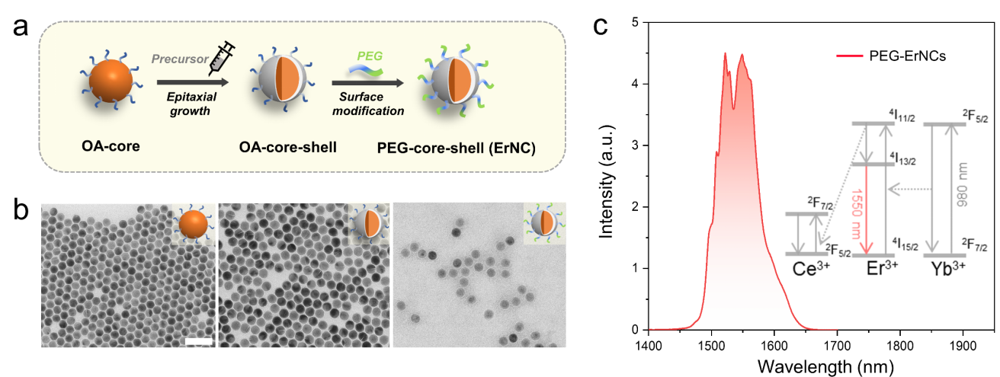 a
Precursor
PEG
Epitaxial
growth
Surface
modification
OA-core
OA-core-shell
PEG-core-shell (ErNC)
b
c
5
4
3
2
1
0
Intensity (a.u.)
1400 1500 1600 1700 1800 1900
Wavelength (nm)
PEG-ErNCs
⁴I₁₁/₂
²F₅/₂
⁴I₁₃/₂
980 nm
1550 nm
²F₇/₂
²F₅/₂
⁴I₁₅/₂
²F₇/₂
Ce³⁺
Er³⁺
Yb³⁺